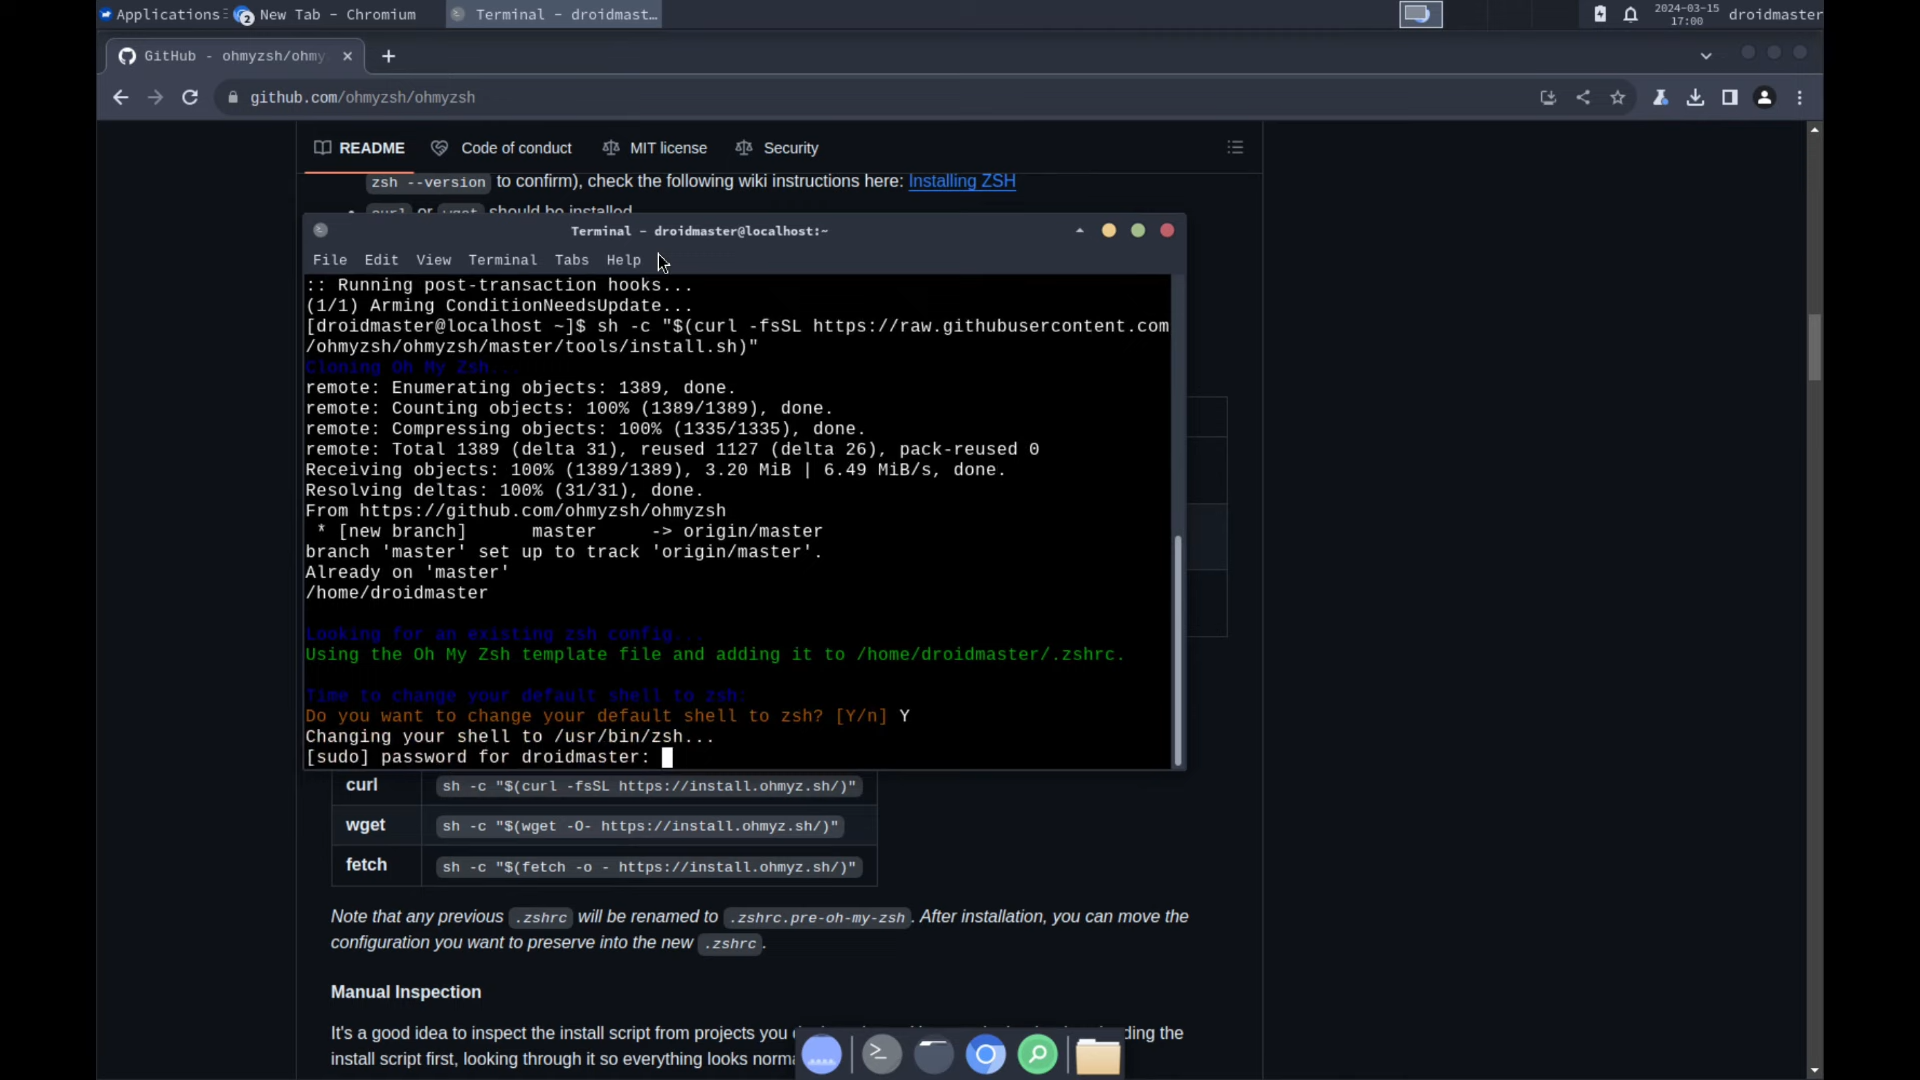 Applications
2 New Tab - Chromium
Terminal - droidmast…
2024-03-15
17:00
droidmaster
GitHub - ohmyzsh/ohmy
github.com/ohmyzsh/ohmyzsh
README
Code of conduct
MIT license
Security
zsh --version to confirm), check the following wiki instructions here: Installing ZSH
curl or wget should be installed
Terminal - droidmaster@localhost:~
File Edit View Terminal Tabs Help
:: Running post-transaction hooks...
(1/1) Arming ConditionNeedsUpdate...
[droidmaster@localhost ~]$ sh -c "$(curl -fsSL https://raw.githubusercontent.com
/ohmyzsh/ohmyzsh/master/tools/install.sh)"
Cloning Oh My Zsh...
remote: Enumerating objects: 1389, done.
remote: Counting objects: 100% (1389/1389), done.
remote: Compressing objects: 100% (1335/1335), done.
remote: Total 1389 (delta 31), reused 1127 (delta 26), pack-reused 0
Receiving objects: 100% (1389/1389), 3.20 MiB | 6.49 MiB/s, done.
Resolving deltas: 100% (31/31), done.
From https://github.com/ohmyzsh/ohmyzsh
 * [new branch]      master     -> origin/master
branch 'master' set up to track 'origin/master'.
Already on 'master'
/home/droidmaster
Looking for an existing zsh config...
Using the Oh My Zsh template file and adding it to /home/droidmaster/.zshrc.
Time to change your default shell to zsh:
Do you want to change your default shell to zsh? [Y/n] Y
Changing your shell to /usr/bin/zsh...
[sudo] password for droidmaster:
curl sh -c "$(curl -fsSL https://install.ohmyz.sh/)"
wget sh -c "$(wget -O- https://install.ohmyz.sh/)"
fetch sh -c "$(fetch -o - https://install.ohmyz.sh/)"
Note that any previous .zshrc will be renamed to .zshrc.pre-oh-my-zsh. After installation, you can move the
configuration you want to preserve into the new .zshrc.
Manual Inspection
It's a good idea to inspect the install script from projects you ding the
install script first, looking through it so everything looks norma